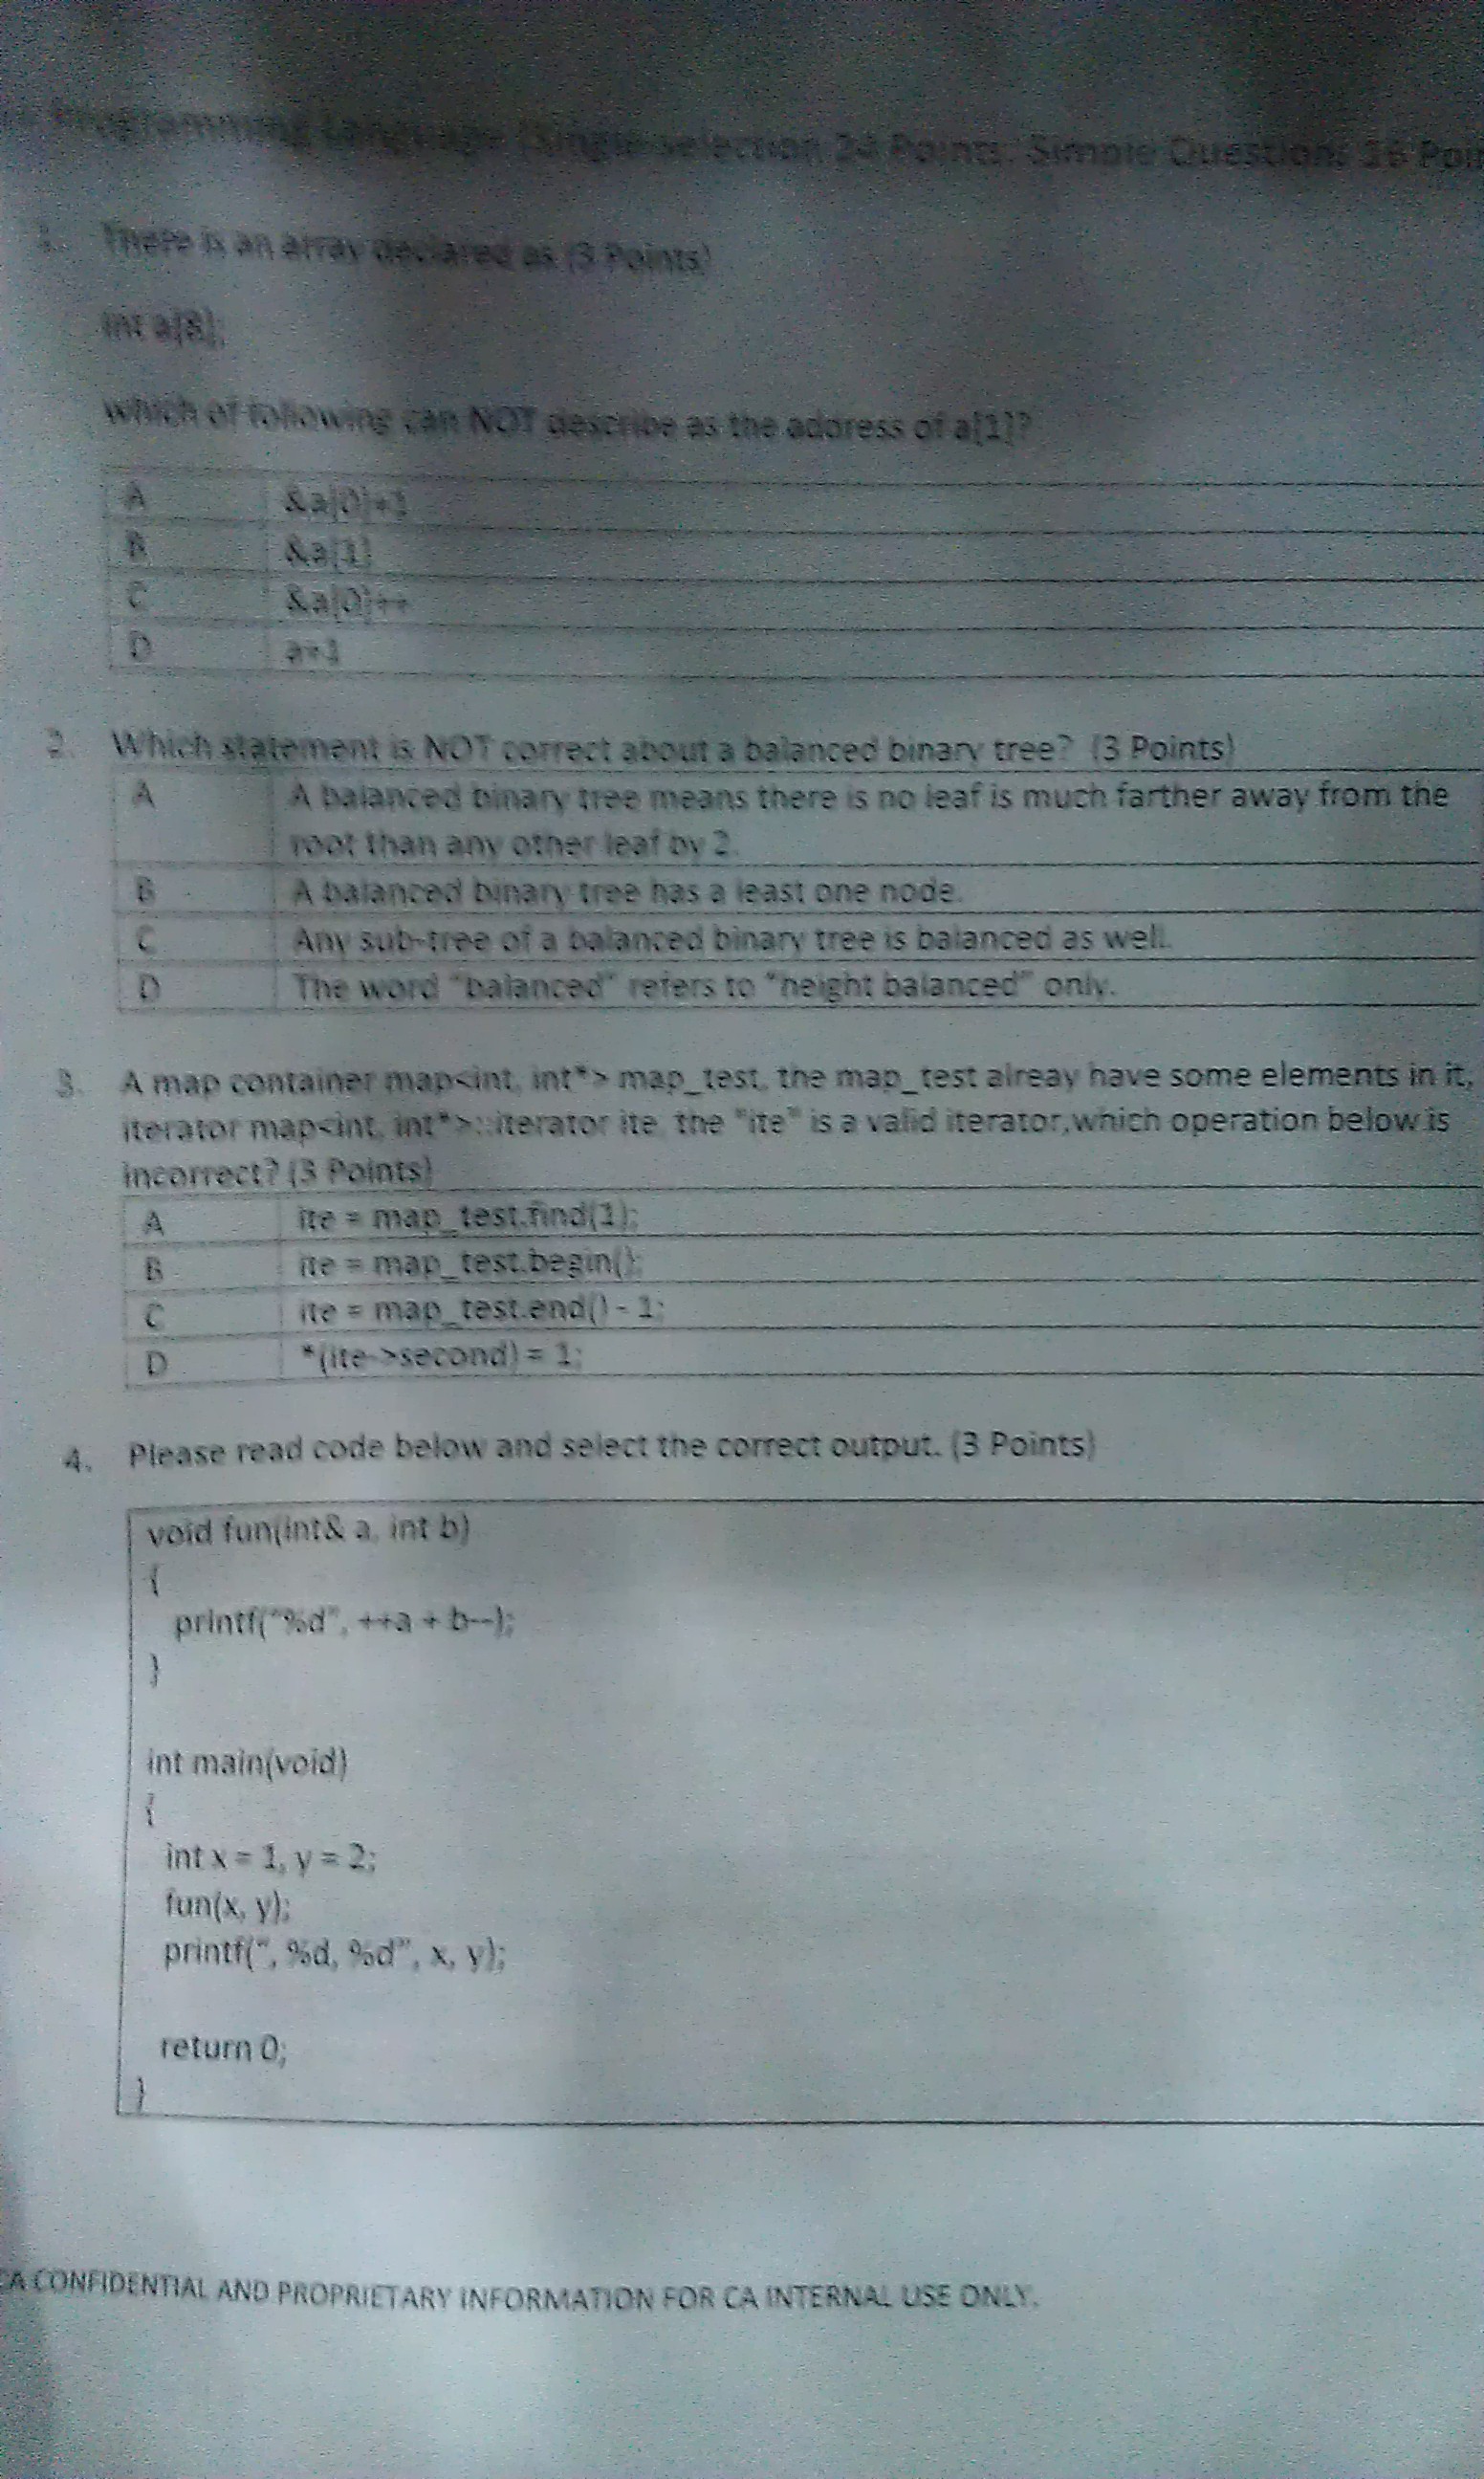 Programming Language (Single selection 24 Points, Simple Questions 16
1. There is an array declared as (3 Points)
int a[8];
which of following can NOT describe as the address of a[1]?
A &a[0]+1
B &a[1]
C &a[0]++
D a+1
2. Which statement is NOT correct about a balanced binary tree? (3 Points)
A A balanced binary tree means there is no leaf is much farther away from the
root than any other leaf by 2.
B A balanced binary tree has a least one node.
C Any sub-tree of a balanced binary tree is balanced as well.
D The word "balanced" refers to "height balanced" only.
3. A map container map<int, int*> map_test, the map_test alreay have some elements in it,
iterator map<int, int*>::iterator ite, the "ite" is a valid iterator,which operation below is
incorrect? (3 Points)
A ite = map_test.find(1);
B ite = map_test.begin();
C ite = map_test.end() - 1;
D *(ite->second) = 1;
4. Please read code below and select the correct output. (3 Points)
void fun(int& a, int b)
{
printf("%d", ++a + b--);
}
int main(void)
{
int x = 1, y = 2;
fun(x, y);
printf(", %d, %d", x, y);
return 0;
}
CA CONFIDENTIAL AND PROPRIETARY INFORMATION FOR CA INTERNAL USE ONLY.